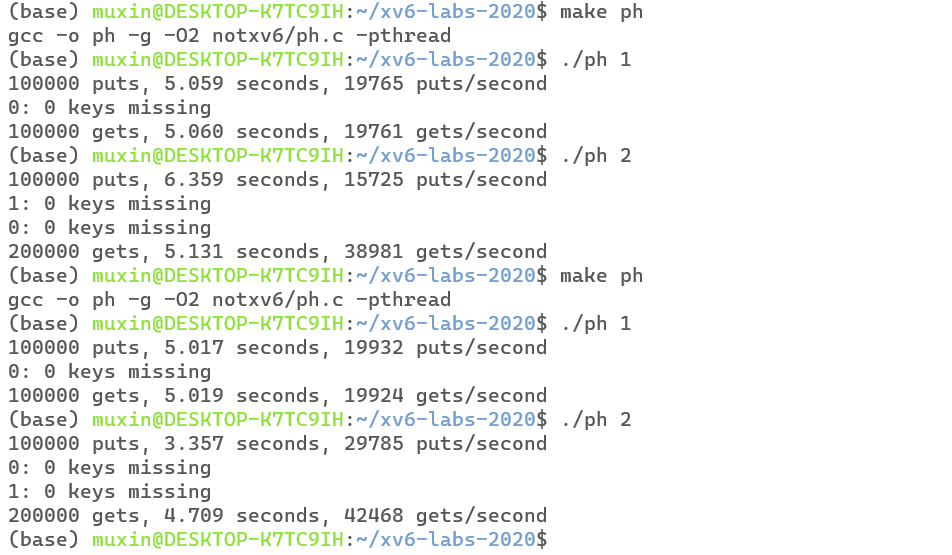 (base) muxin@DESKTOP-K7TC9IH:~/xv6-labs-2020$ make ph
gcc -o ph -g -O2 notxv6/ph.c -pthread
(base) muxin@DESKTOP-K7TC9IH:~/xv6-labs-2020$ ./ph 1
100000 puts, 5.059 seconds, 19765 puts/second
0: 0 keys missing
100000 gets, 5.060 seconds, 19761 gets/second
(base) muxin@DESKTOP-K7TC9IH:~/xv6-labs-2020$ ./ph 2
100000 puts, 6.359 seconds, 15725 puts/second
1: 0 keys missing
0: 0 keys missing
200000 gets, 5.131 seconds, 38981 gets/second
(base) muxin@DESKTOP-K7TC9IH:~/xv6-labs-2020$ make ph
gcc -o ph -g -O2 notxv6/ph.c -pthread
(base) muxin@DESKTOP-K7TC9IH:~/xv6-labs-2020$ ./ph 1
100000 puts, 5.017 seconds, 19932 puts/second
0: 0 keys missing
100000 gets, 5.019 seconds, 19924 gets/second
(base) muxin@DESKTOP-K7TC9IH:~/xv6-labs-2020$ ./ph 2
100000 puts, 3.357 seconds, 29785 puts/second
0: 0 keys missing
1: 0 keys missing
200000 gets, 4.709 seconds, 42468 gets/second
(base) muxin@DESKTOP-K7TC9IH:~/xv6-labs-2020$